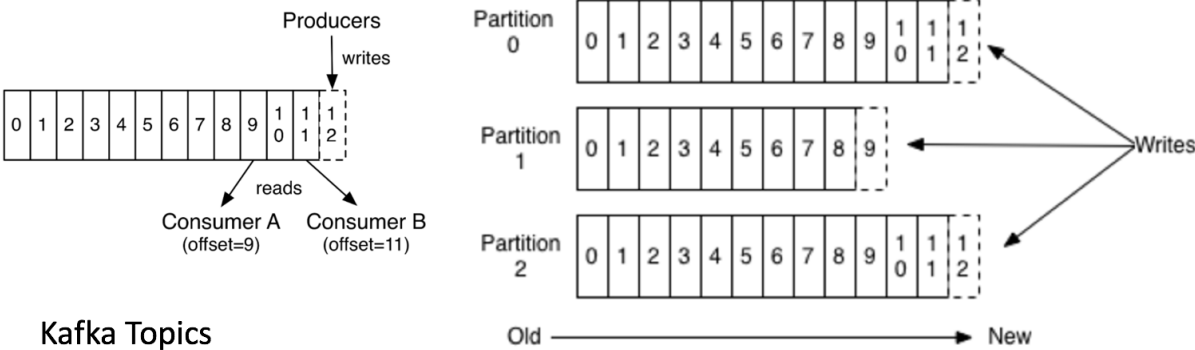 Producers
writes
0 1 2 3 4 5 6 7 8 9 10 11 12
reads
Consumer A
(offset=9)
Consumer B
(offset=11)
Kafka Topics
Partition
0
0 1 2 3 4 5 6 7 8 9 10 11 12
Partition
1
0 1 2 3 4 5 6 7 8 9
Partition
2
0 1 2 3 4 5 6 7 8 9 10 11 12
Writes
Old
New